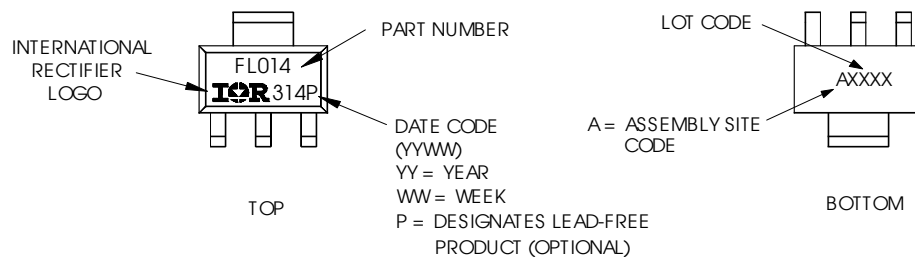 INTERNATIONAL
RECTIFIER
LOGO
PART NUMBER
FL014
IOR 314P
DATE CODE
(YYWW)
YY = YEAR
WW = WEEK
P = DESIGNATES LEAD-FREE
PRODUCT (OPTIONAL)
TOP
LOT CODE
AXXXX
A = ASSEMBLY SITE
CODE
BOTTOM